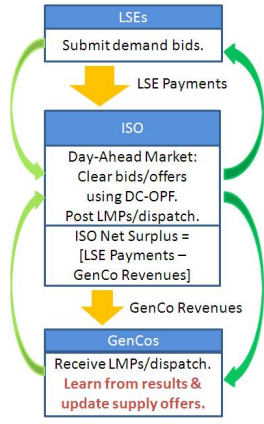 LSEs
Submit demand bids.
LSE Payments
ISO
Day-Ahead Market:
Clear bids/offers
using DC-OPF.
Post LMPs/dispatch.
ISO Net Surplus =
[LSE Payments –
GenCo Revenues]
GenCo Revenues
GenCos
Receive LMPs/dispatch.
Learn from results &
update supply offers.